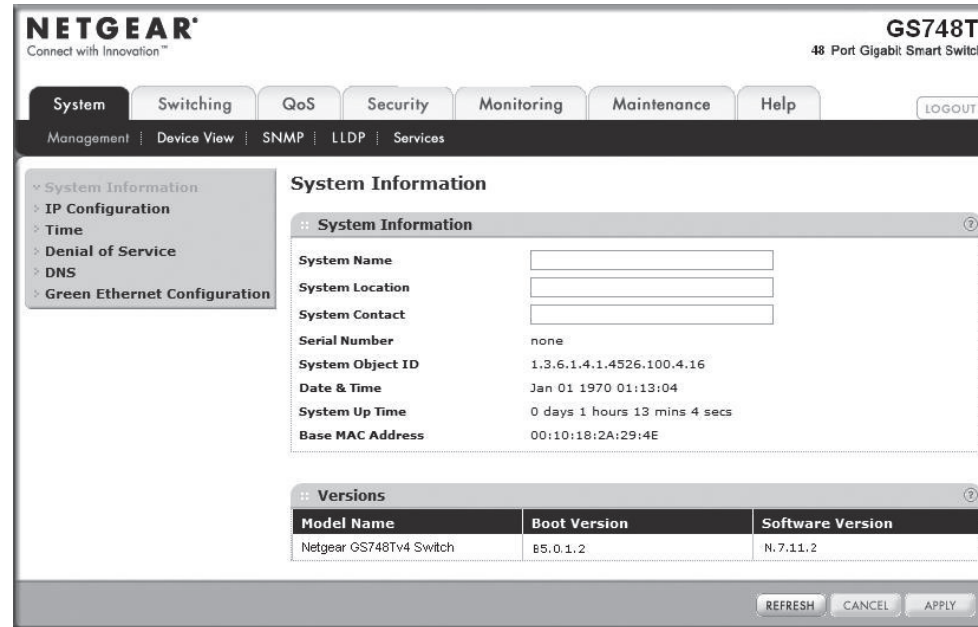 NETGEAR®
Connect with Innovation™
GS748T
48 Port Gigabit Smart Switch
System Switching QoS Security Monitoring Maintenance Help LOGOUT
Management Device View SNMP LLDP Services
System Information
IP Configuration
Time
Denial of Service
DNS
Green Ethernet Configuration
System Information
System Information
System Name
System Location
System Contact
Serial Number none
System Object ID 1.3.6.1.4.1.4526.100.4.16
Date & Time Jan 01 1970 01:13:04
System Up Time 0 days 1 hours 13 mins 4 secs
Base MAC Address 00:10:18:2A:29:4E
Versions
Model Name Boot Version Software Version
Netgear GS748Tv4 Switch B5.0.1.2 N.7.11.2
REFRESH CANCEL APPLY